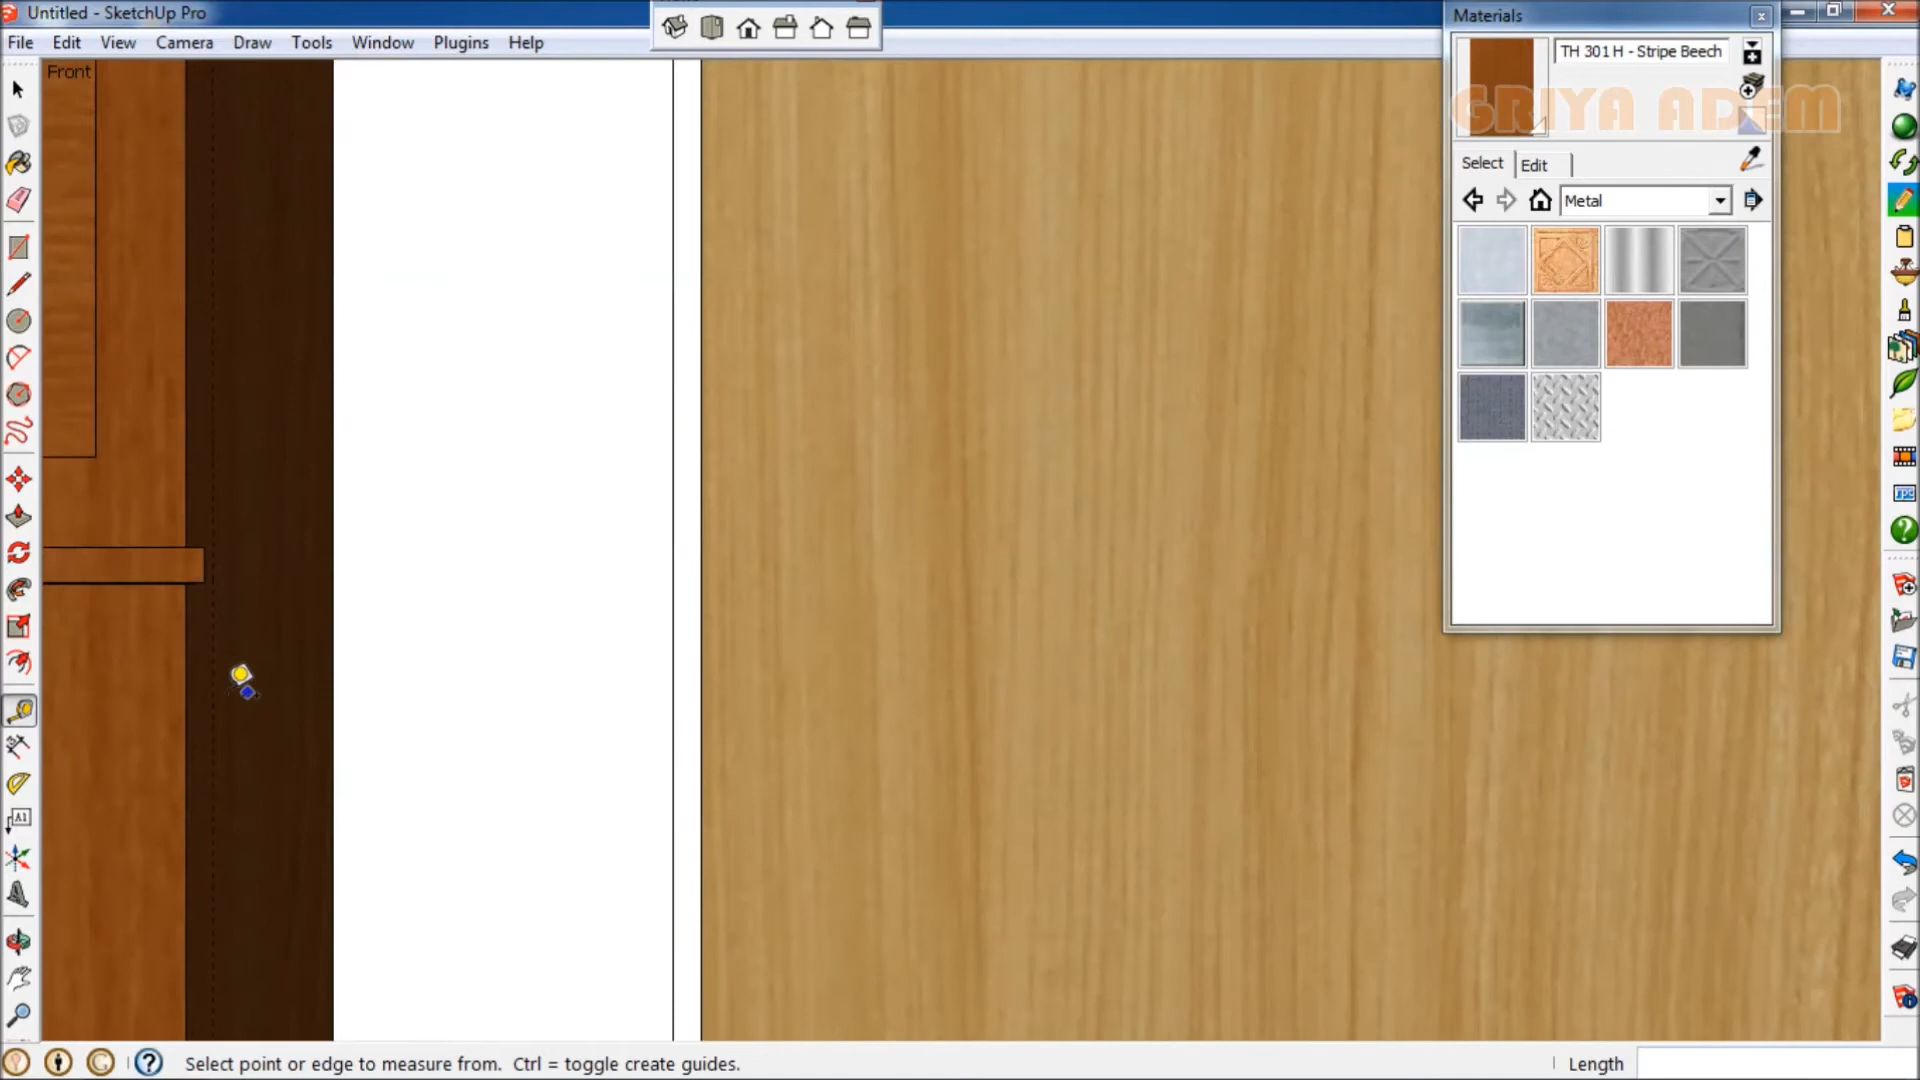 Untitled - SketchUp Pro
Materials
File Edit View Camera Draw Tools Window Plugins Help
TH 301 H - Stripe Beech
Front
GRIYA ADEM
Select Edit
Metal
A1
Select point or edge to measure from. Ctrl = toggle create guides.
Length